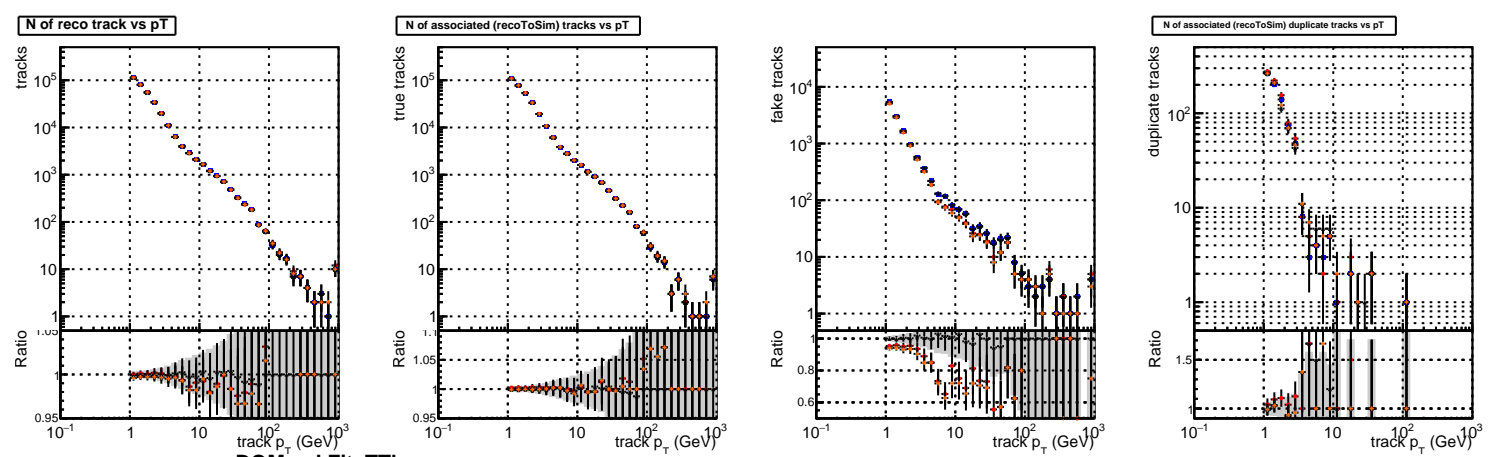 N of reco track vs pT
tracks
10^5
10^4
10^3
10^2
10
1
Ratio
1.05
1
0.95
10^−1 1 10 10^2 10^3
track p_T (GeV)
N of associated (recoToSim) tracks vs pT
true tracks
10^5
10^4
10^3
10^2
10
1
Ratio
1.1
1.05
1
0.95
10^−1 1 10 10^2 10^3
track p_T (GeV)
fake tracks
10^4
10^3
10^2
10
1
Ratio
1
0.8
0.6
10^−1 1 10 10^2 10^3
track p_T (GeV)
N of associated (recoToSim) duplicate tracks vs pT
duplicate tracks
10^2
10
1
Ratio
1.5
1
10^−1 1 10 10^2 10^3
track p_T (GeV)